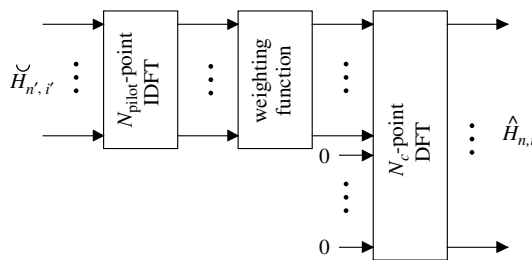 H̆n′, i′
Npilot-point
IDFT
weighting
function
Nc-point
DFT
0
0
Ĥn,